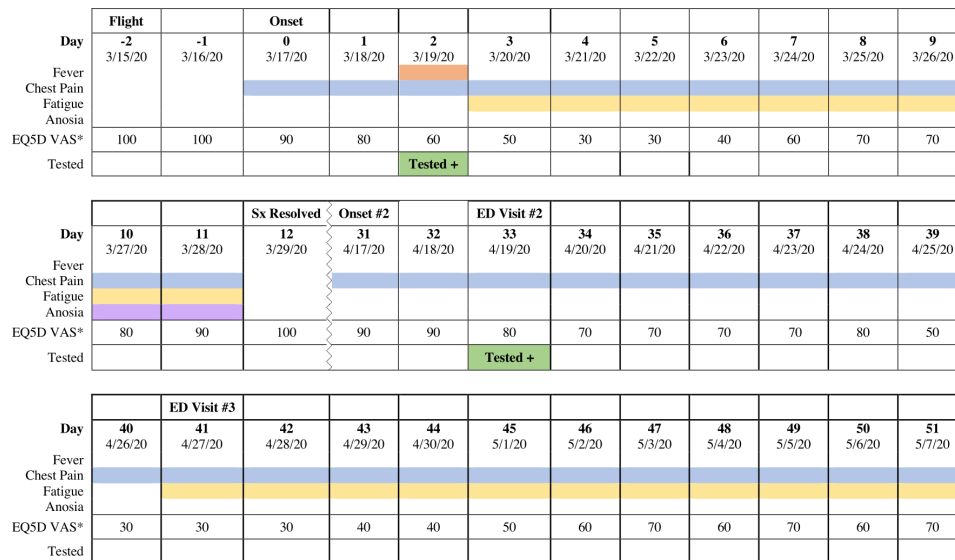 Flight Onset
Day -2 -1 0 1 2 3 4 5 6 7 8 9
3/15/20 3/16/20 3/17/20 3/18/20 3/19/20 3/20/20 3/21/20 3/22/20 3/23/20 3/24/20 3/25/20 3/26/20
Fever
Chest Pain
Fatigue
Anosia
EQ5D VAS* 100 100 90 80 60 50 30 30 40 60 70 70
Tested Tested +
Sx Resolved Onset #2 ED Visit #2
Day 10 11 12 31 32 33 34 35 36 37 38 39
3/27/20 3/28/20 3/29/20 4/17/20 4/18/20 4/19/20 4/20/20 4/21/20 4/22/20 4/23/20 4/24/20 4/25/20
Fever
Chest Pain
Fatigue
Anosia
EQ5D VAS* 80 90 100 90 90 80 70 70 70 70 80 50
Tested Tested +
ED Visit #3
Day 40 41 42 43 44 45 46 47 48 49 50 51
4/26/20 4/27/20 4/28/20 4/29/20 4/30/20 5/1/20 5/2/20 5/3/20 5/4/20 5/5/20 5/6/20 5/7/20
Fever
Chest Pain
Fatigue
Anosia
EQ5D VAS* 30 30 30 40 40 50 60 70 60 70 60 70
Tested